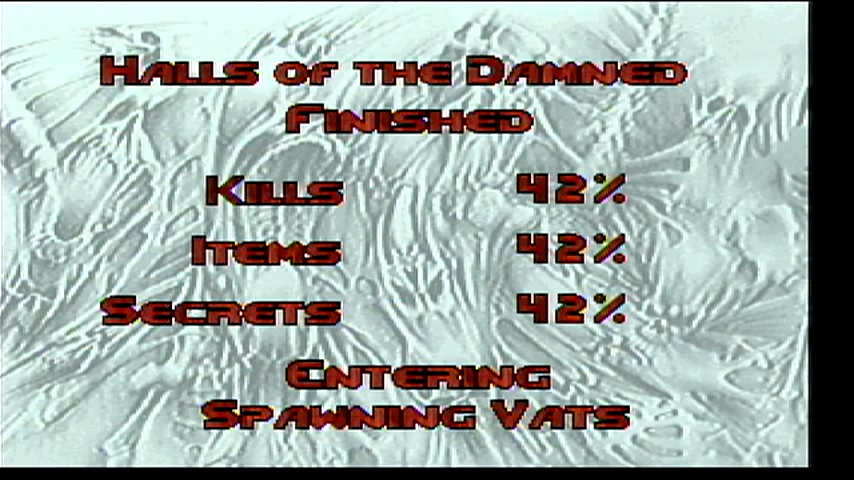 Halls of the Damned
Finished
Kills 42%
Items 42%
Secrets 42%
Entering
Spawning Vats